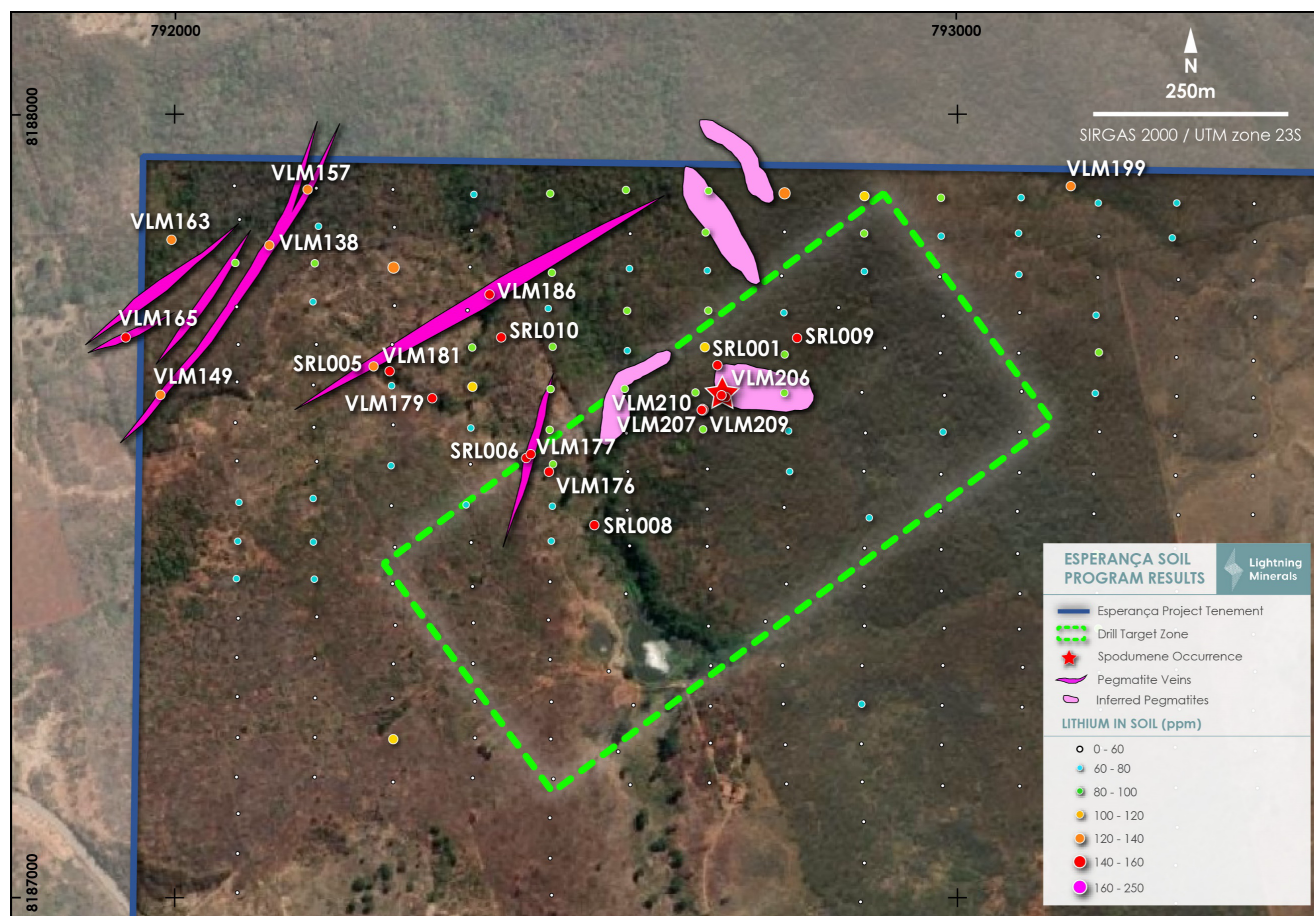 792000
793000
N
250m
SIRGAS 2000 / UTM zone 23S
8188000
VLM157
VLM199
VLM163
VLM138
VLM186
VLM165
SRL010
SRL009
SRL001
SRL005
VLM181
VLM206
VLM149
VLM179
VLM210
VLM207
VLM209
SRL006
VLM177
VLM176
SRL008
8187000
ESPERANÇA SOIL
PROGRAM RESULTS
Lightning
Minerals
Esperança Project Tenement
Drill Target Zone
Spodumene Occurrence
Pegmatite Veins
Inferred Pegmatites
LITHIUM IN SOIL (ppm)
0 - 60
60 - 80
80 - 100
100 - 120
120 - 140
140 - 160
160 - 250